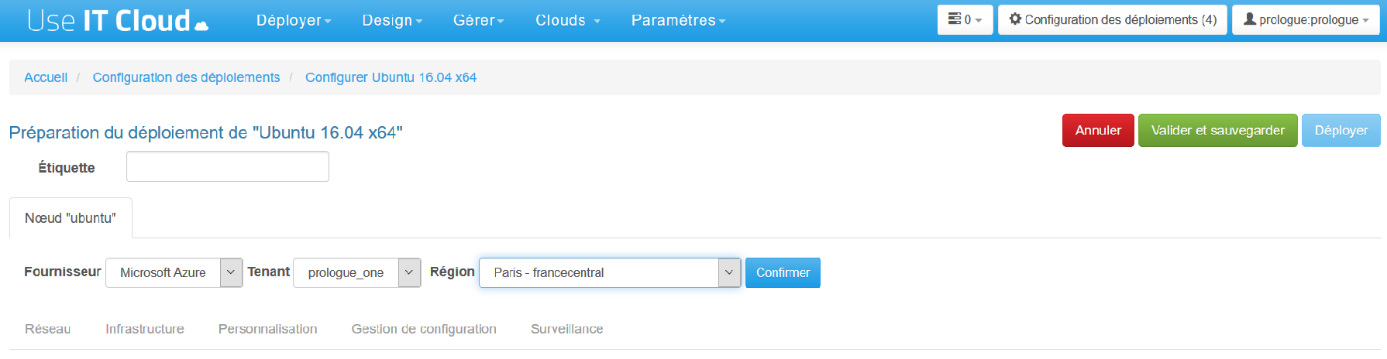 Use IT Cloud Déployer Design Gérer Clouds Paramètres 0 Configuration des déploiements (4) prologue:prologue
Accueil / Configuration des déploiements / Configurer Ubuntu 16.04 x64
Préparation du déploiement de "Ubuntu 16.04 x64" Annuler Valider et sauvegarder Déployer
Étiquette
Nœud "ubuntu"
Fournisseur Microsoft Azure Tenant prologue_one Région Paris - francecentral Confirmer
Réseau Infrastructure Personnalisation Gestion de configuration Surveillance